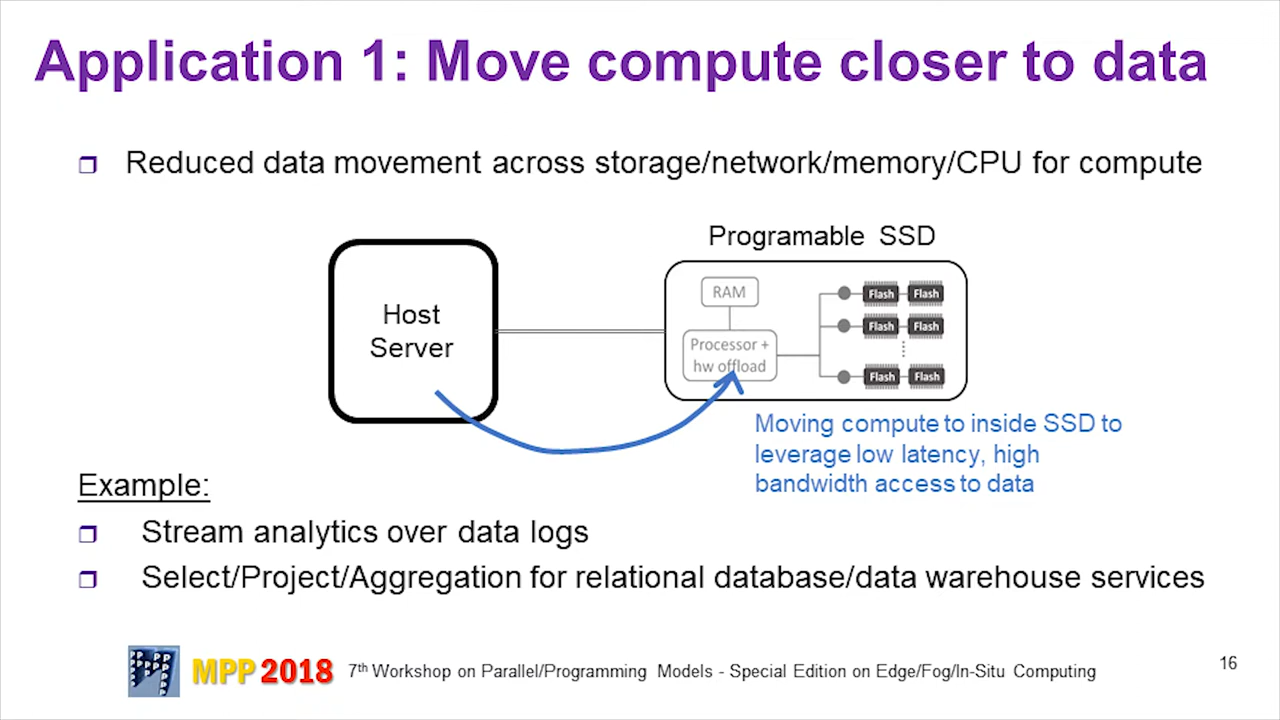 Application 1: Move compute closer to data
Reduced data movement across storage/network/memory/CPU for compute
Programable SSD
Host
Server
RAM
Processor +
hw offload
Flash Flash
Flash Flash
Flash Flash
Moving compute to inside SSD to
leverage low latency, high
bandwidth access to data
Example:
Stream analytics over data logs
Select/Project/Aggregation for relational database/data warehouse services
MPP 2018 7th Workshop on Parallel/Programming Models - Special Edition on Edge/Fog/In-Situ Computing
16